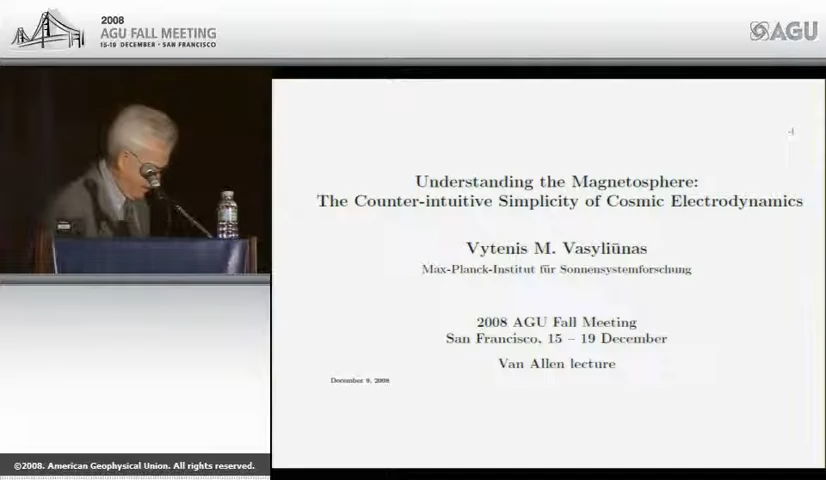 2008
AGU FALL MEETING
15-19 DECEMBER • SAN FRANCISCO
AGU
Understanding the Magnetosphere:
The Counter-intuitive Simplicity of Cosmic Electrodynamics
Vytenis M. Vasyliūnas
Max-Planck-Institut für Sonnensystemforschung
2008 AGU Fall Meeting
San Francisco, 15 – 19 December
Van Allen lecture
December 9, 2008
©2008. American Geophysical Union. All rights reserved.